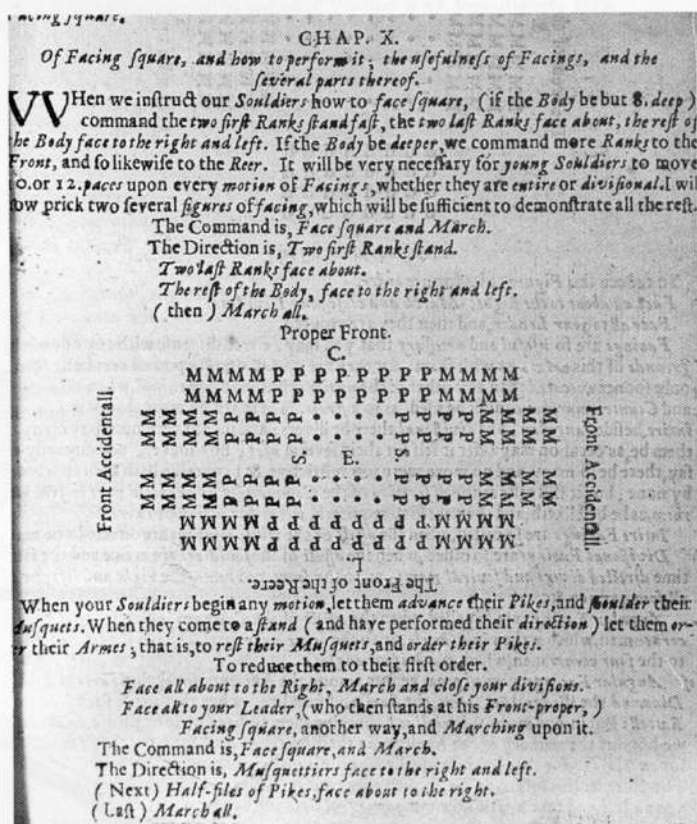 Facing ſquare.
CHAP. X.
Of Facing ſquare, and how to perform it; the uſefulneſs of Facings, and the
ſeveral parts thereof.
WHen we inſtruct our Souldiers how to face ſquare, (if the Body be but 8. deep)
command the two firſt Ranks ſtand faſt, the two laſt Ranks face about, the reſt of
the Body face to the right and left. If the Body be deeper, we command more Ranks to the
Front, and ſo likewiſe to the Reer. It will be very neceſſary for young Souldiers to move
10. or 12. paces upon every motion of Facings, whether they are entire or diviſional. I will
now prick two ſeveral figures of facing, which will be ſufficient to demonſtrate all the reſt.
The Command is, Face ſquare and March.
The Direction is, Two firſt Ranks ſtand.
Two laſt Ranks face about.
The reſt of the Body, face to the right and left.
(then) March all.
Proper Front.
C.
M M M M P P P P P P P P M M M M
M M M M P P P P P P P P M M M M
Front Accidentall
M M M M P P P P . . . . P P P P M M M M
M M M M P P P P . . . . P P P P M M M M
S. E. S.
M M M M P P P P . . . . P P P P M M M M
M M M M P P P P . . . . P P P P M M M M
Front Accidentall.
M M M M P P P P P P P P M M M M
M M M M P P P P P P P P M M M M
L.
The Front of the Reere.
When your Souldiers begin any motion, let them advance their Pikes, and ſhoulder their
Muſquets. When they come to a ſtand (and have performed their direction) let them or-
der their Armes; that is, to reſt their Muſquets, and order their Pikes.
To reduce them to their firſt order.
Face all about to the Right, March and cloſe your diviſions.
Face all to your Leader, (who then ſtands at his Front-proper,)
Facing ſquare, another way, and Marching upon it.
The Command is, Face ſquare, and March.
The Direction is, Muſquettiers face to the right and left.
(Next) Half-files of Pikes, face about to the right.
(Laſt) March all.